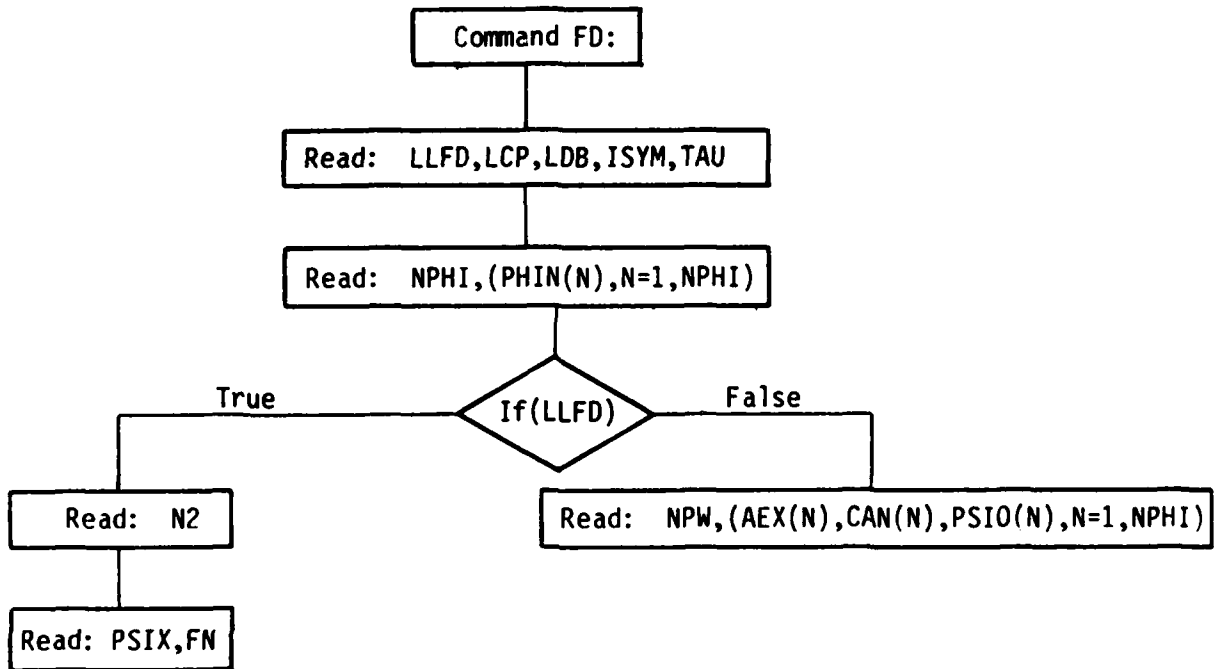 Command FD:
Read: LLFD,LCP,LDB,ISYM,TAU
Read: NPHI,(PHIN(N),N=1,NPHI)
True
If(LLFD)
False
Read: N2
Read: NPW,(AEX(N),CAN(N),PSIO(N),N=1,NPHI)
Read: PSIX,FN